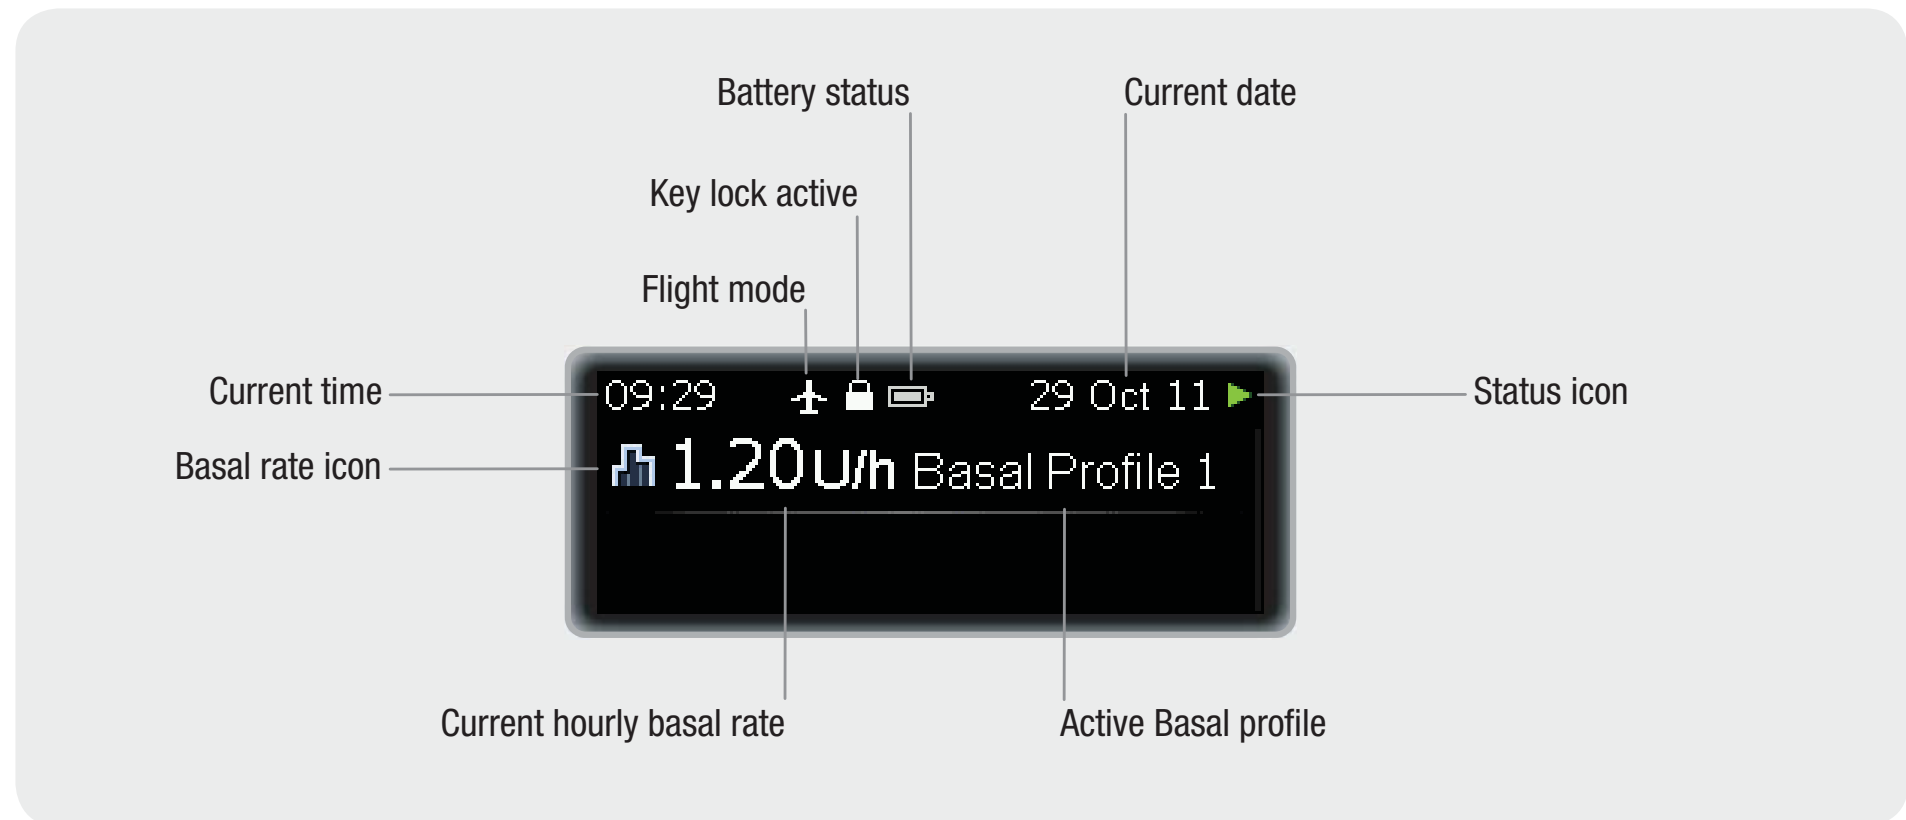 Battery status
Current date
Key lock active
Flight mode
Current time
09:29
29 Oct 11
Status icon
Basal rate icon
1.20 U/h Basal Profile 1
Current hourly basal rate
Active Basal profile